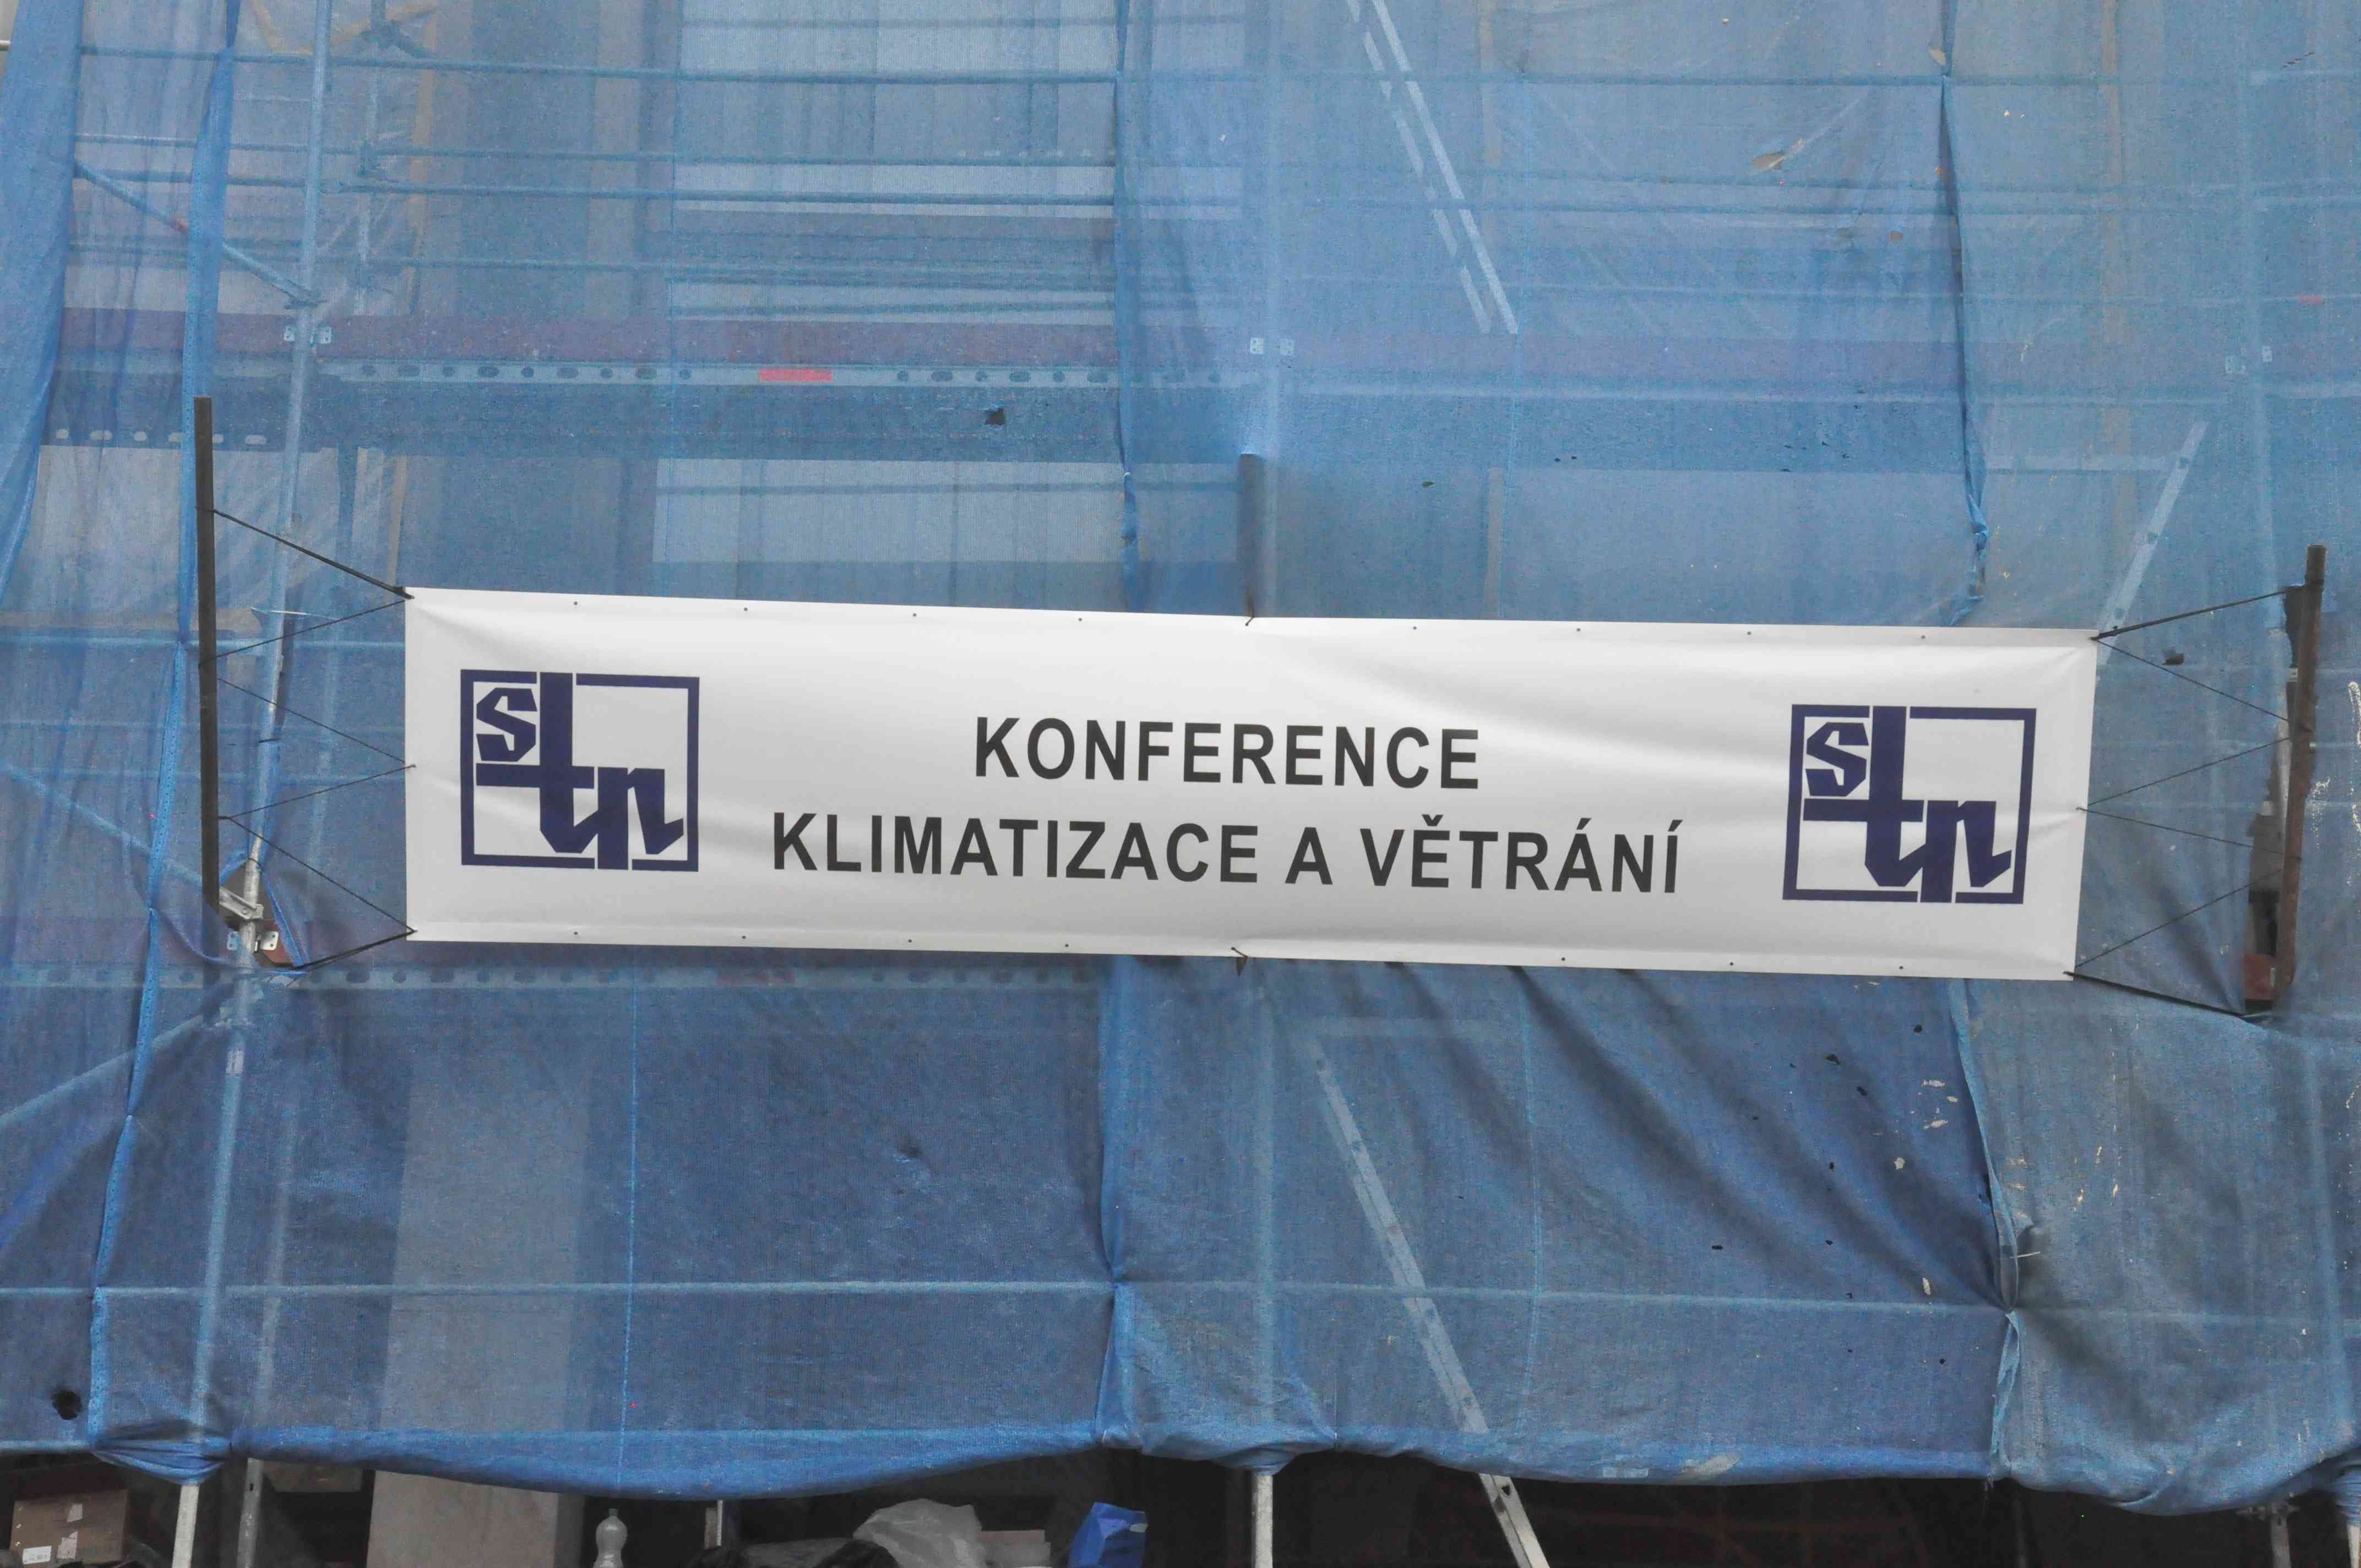 stn
KONFERENCE
KLIMATIZACE A VĚTRÁNÍ
stn